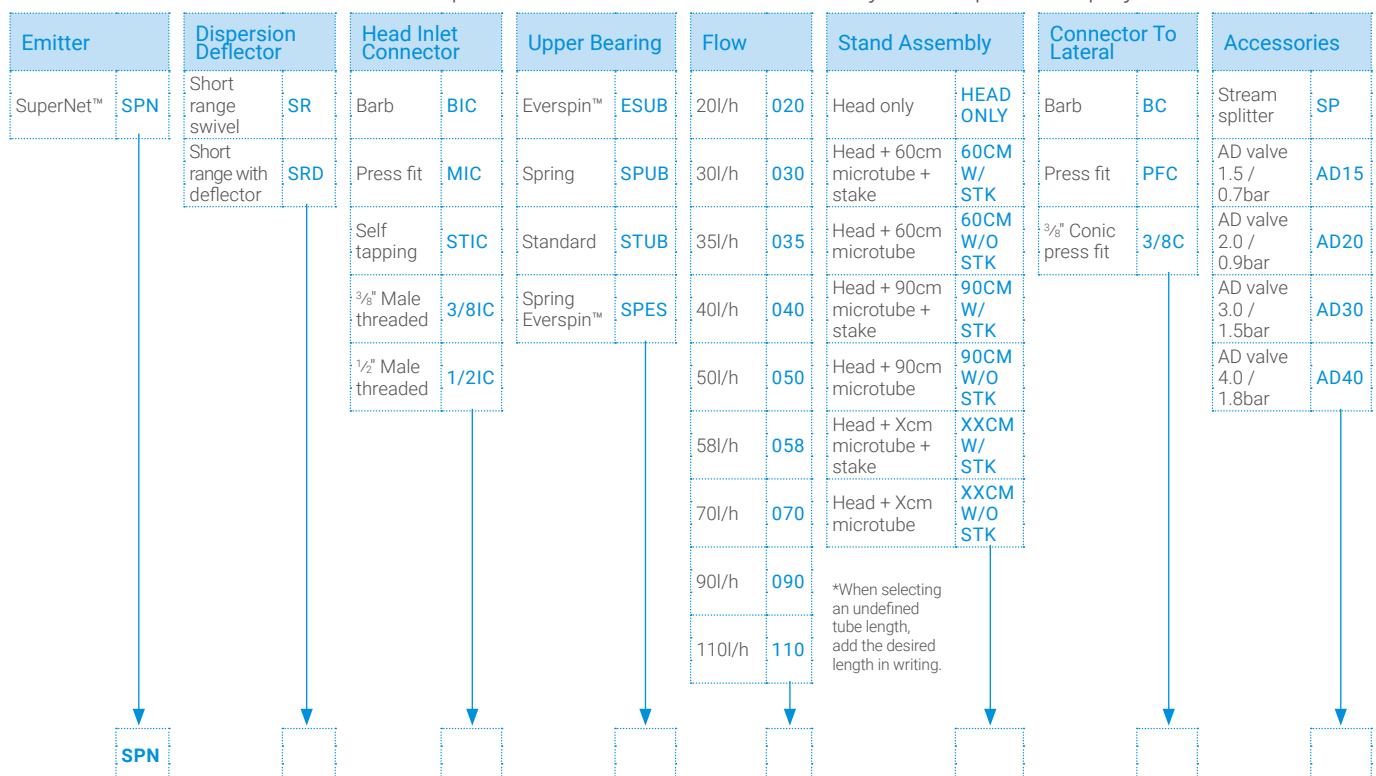 Emitter
SPN
SuperNet™
SPN
Dispersion
Deflector
Short
range
swivel
SR
Short
range with
deflector
SRD
Head Inlet
Connector
Barb
BIC
Press fit
MIC
Self
tapping
STIC
⅜" Male
threaded
3/8IC
½" Male
threaded
1/2IC
Upper Bearing
Everspin™
ESUB
Spring
SPUB
Standard
STUB
Spring
Everspin™
SPES
Flow
20l/h
020
30l/h
030
35l/h
035
40l/h
040
50l/h
050
58l/h
058
70l/h
070
90l/h
090
110l/h
110
Stand Assembly
Head only
HEAD
ONLY
Head + 60cm
microtube +
stake
60CM
W/
STK
Head + 60cm
microtube
60CM
W/O
STK
Head + 90cm
microtube +
stake
90CM
W/
STK
Head + 90cm
microtube
90CM
W/O
STK
Head + Xcm
microtube +
stake
XXCM
W/
STK
Head + Xcm
microtube
XXCM
W/O
STK
*When selecting
an undefined
tube length,
add the desired
length in writing.
Connector To
Lateral
Barb
BC
Press fit
PFC
⅜" Conic
press fit
3/8C
Accessories
Stream
splitter
SP
AD valve
1.5 /
0.7bar
AD15
AD valve
2.0 /
0.9bar
AD20
AD valve
3.0 /
1.5bar
AD30
AD valve
4.0 /
1.8bar
AD40